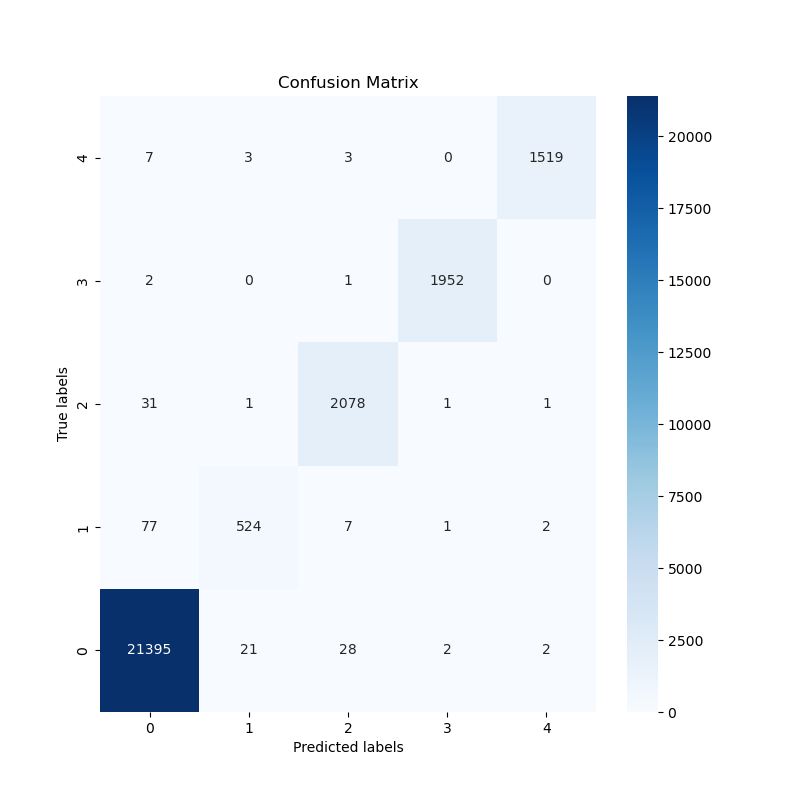 Confusion Matrix
4 7 3 3 0 1519
3 2 0 1 1952 0
2 31 1 2078 1 1
1 77 524 7 1 2
0 21395 21 28 2 2
0 1 2 3 4
Predicted labels
True labels
20000
17500
15000
12500
10000
7500
5000
2500
0